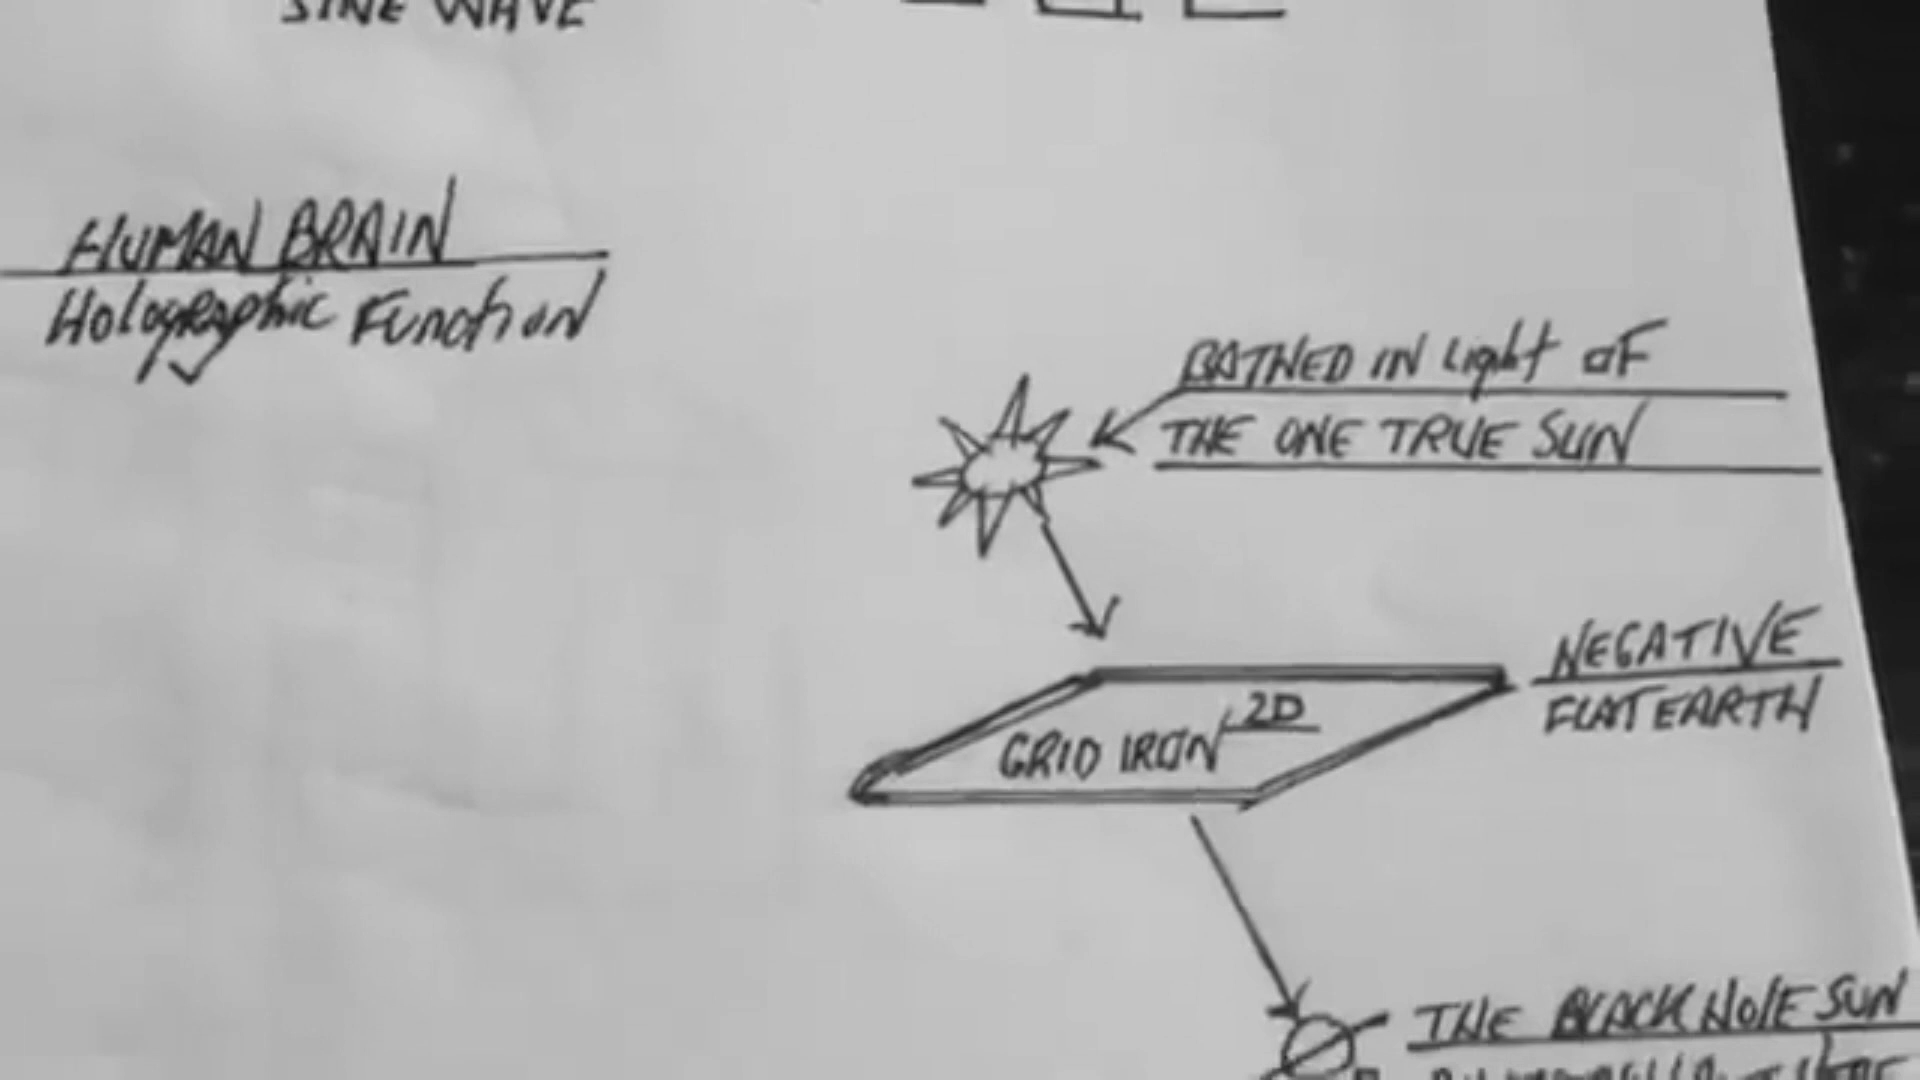 SINE WAVE
HUMAN BRAIN
Holographic Function
BATHED IN Light OF
THE ONE TRUE SUN
NEGATIVE
FLAT EARTH
2D
GRID IRON
THE BLACK HOLE SUN